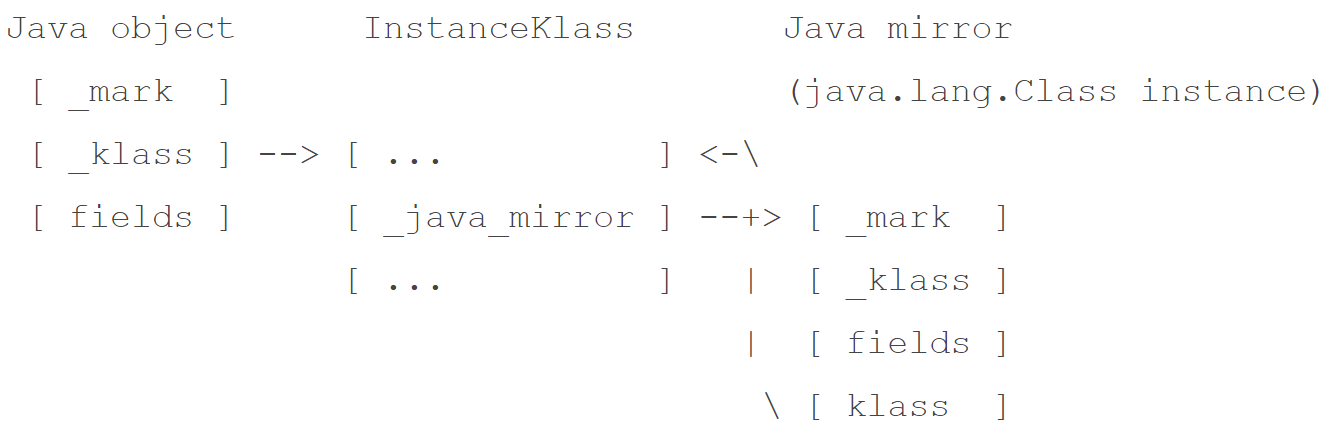 Java object      InstanceKlass       Java mirror
 [ _mark  ]                          (java.lang.Class instance)
 [ _klass ] --> [ ...          ] <-\
 [ fields ]     [ _java_mirror ] --+> [ _mark  ]
                [ ...          ]   |  [ _klass ]
                                   |  [ fields ]
                                    \ [ klass  ]